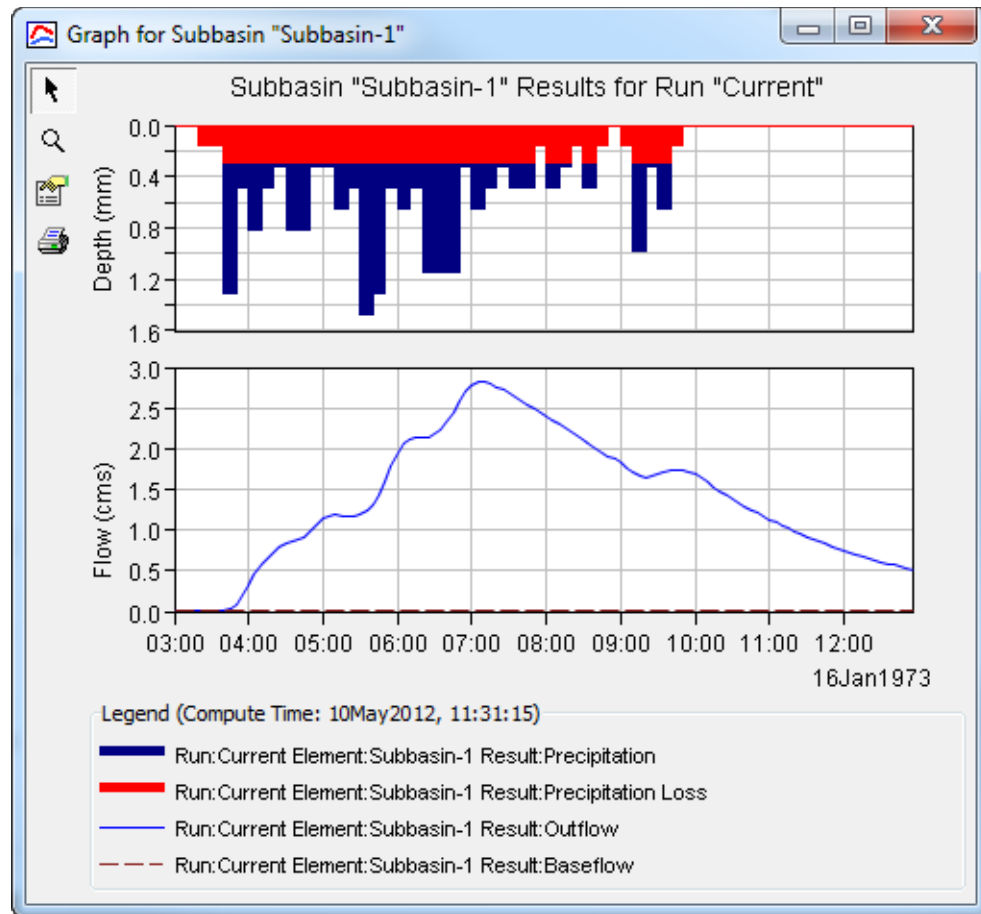 Graph for Subbasin "Subbasin-1"
Subbasin "Subbasin-1" Results for Run "Current"
0.0
0.4
0.8
1.2
1.6
Depth (mm)
3.0
2.5
2.0
1.5
1.0
0.5
0.0
Flow (cms)
03:00 04:00 05:00 06:00 07:00 08:00 09:00 10:00 11:00 12:00
16Jan1973
Legend (Compute Time: 10May2012, 11:31:15)
Run:Current Element:Subbasin-1 Result:Precipitation
Run:Current Element:Subbasin-1 Result:Precipitation Loss
Run:Current Element:Subbasin-1 Result:Outflow
Run:Current Element:Subbasin-1 Result:Baseflow